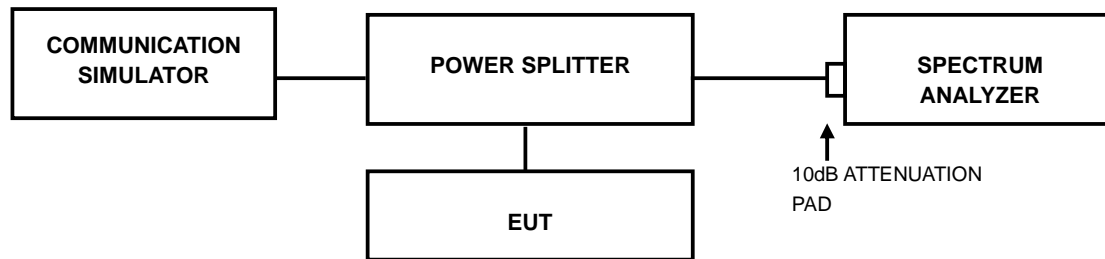 COMMUNICATION
SIMULATOR
POWER SPLITTER
SPECTRUM
ANALYZER
10dB ATTENUATION
PAD
EUT